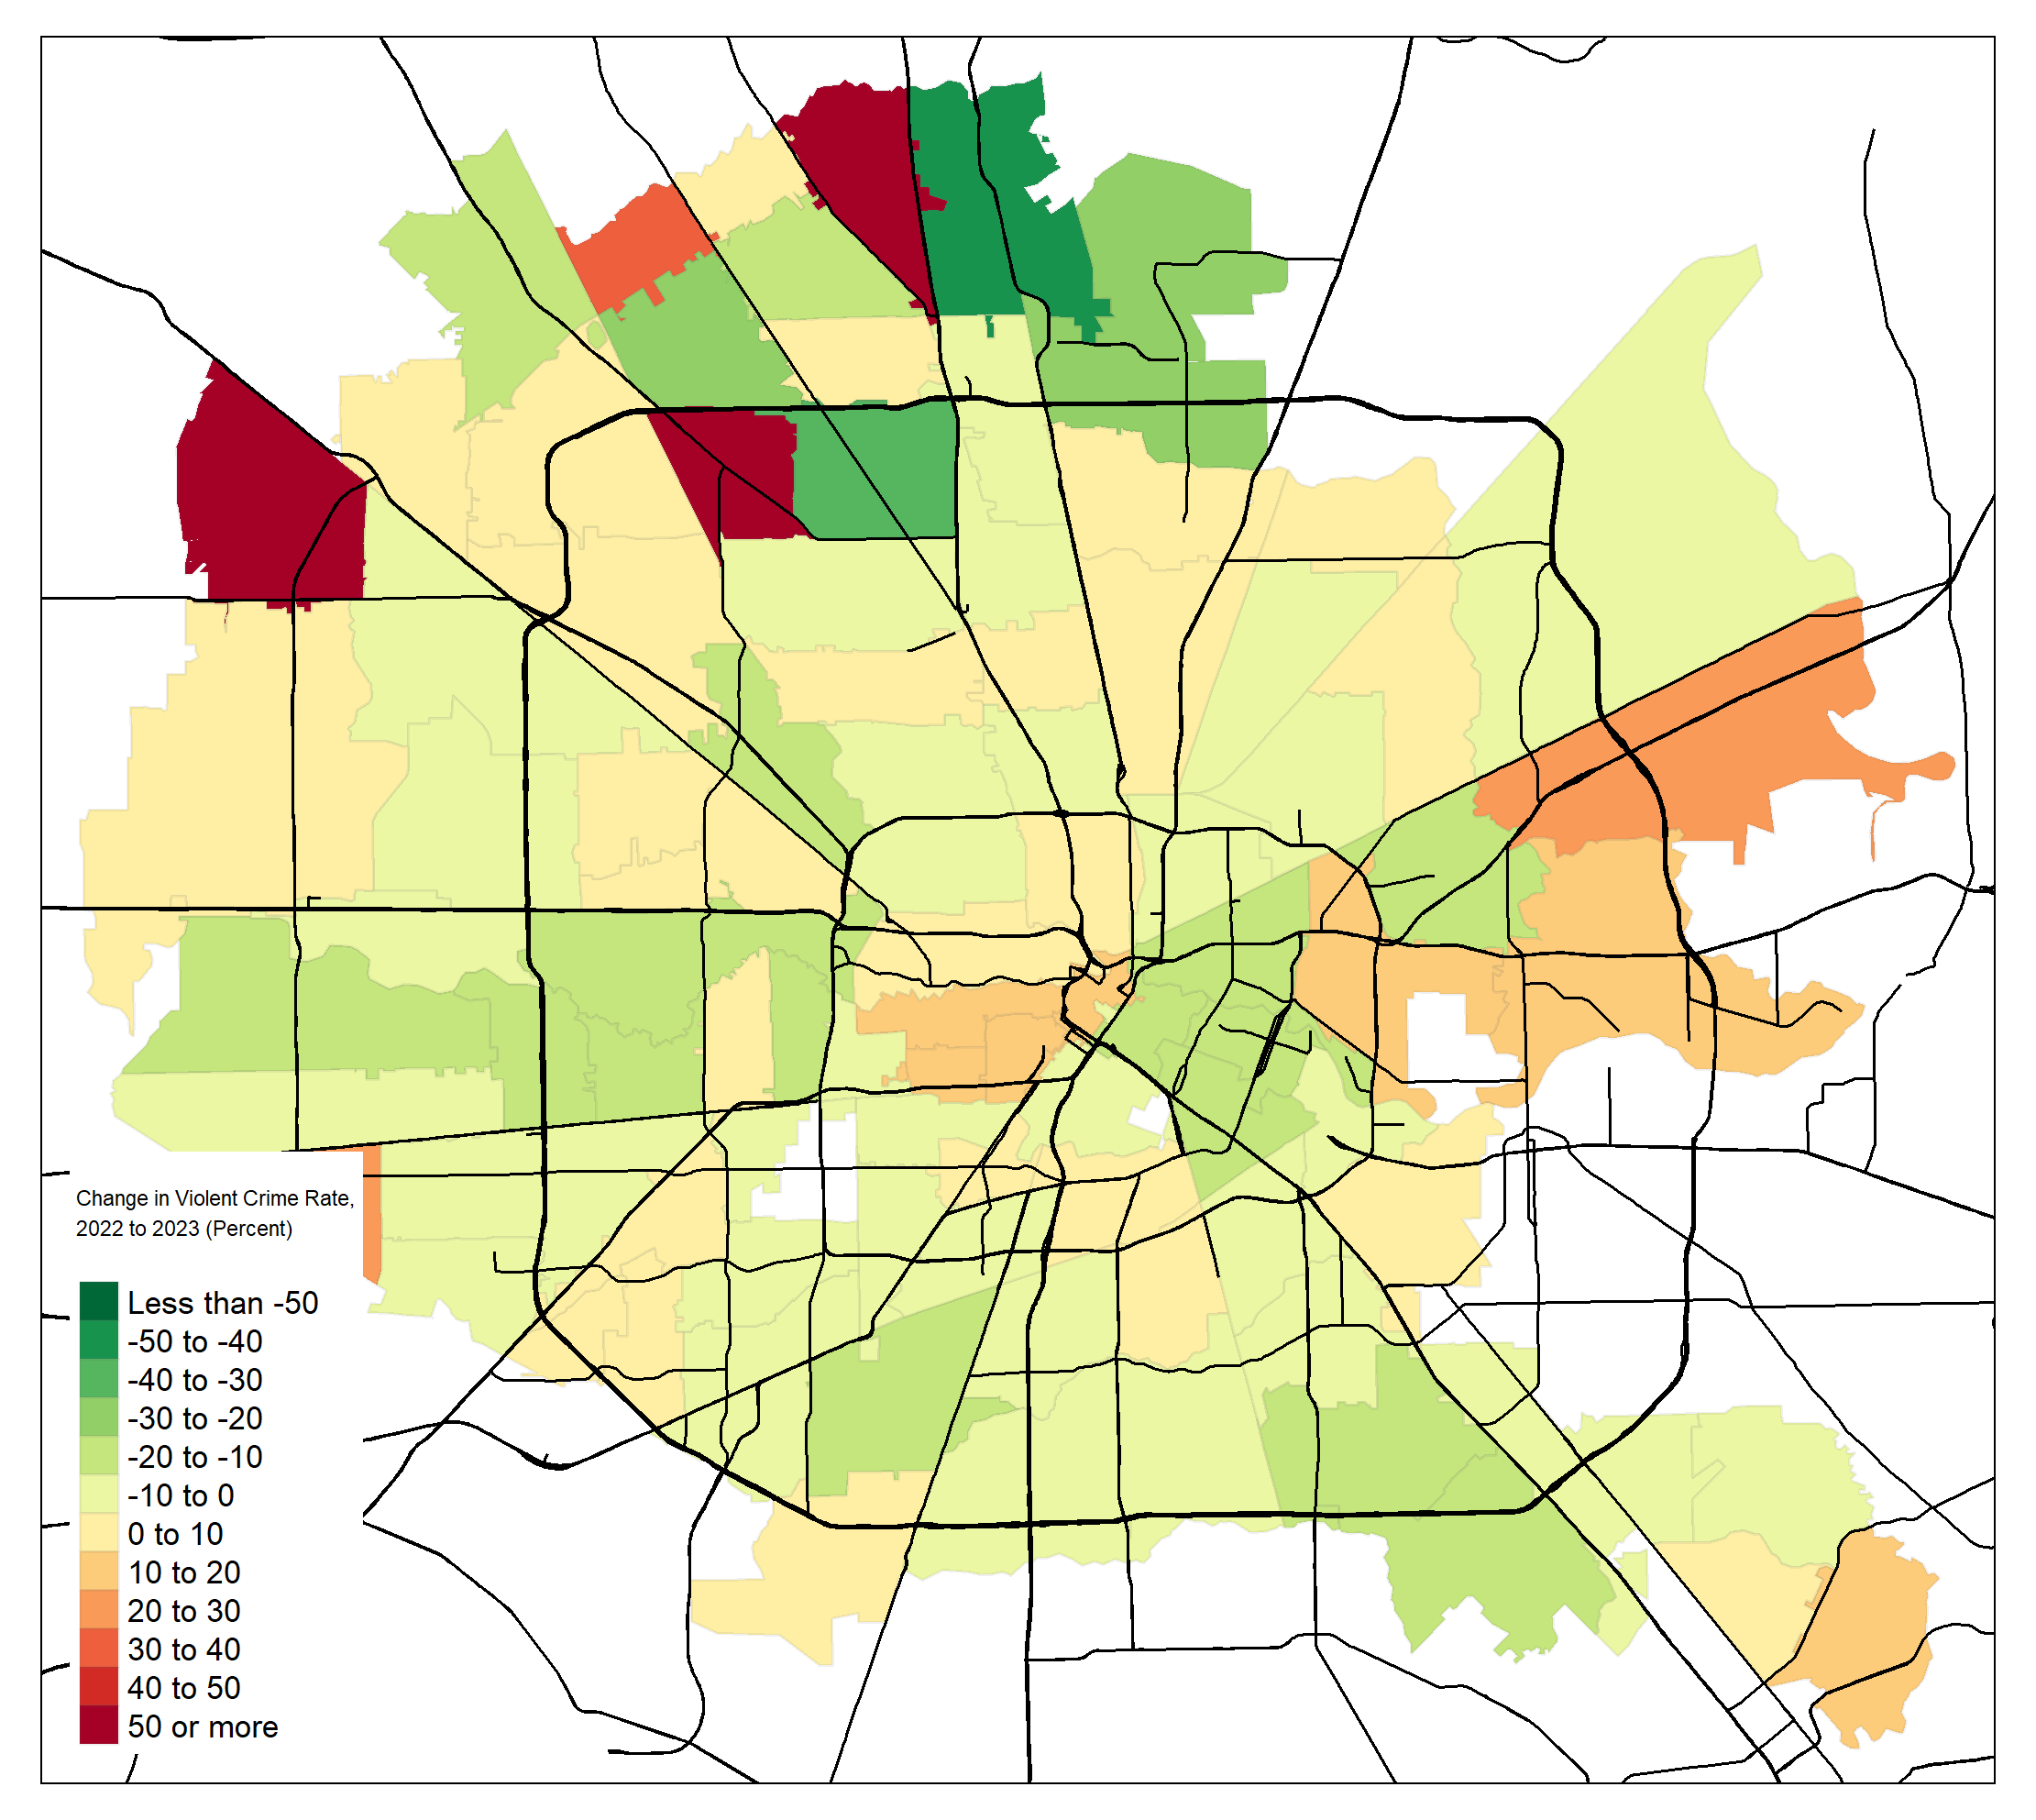 Change in Violent Crime Rate,
2022 to 2023 (Percent)
Less than -50
-50 to -40
-40 to -30
-30 to -20
-20 to -10
-10 to 0
0 to 10
10 to 20
20 to 30
30 to 40
40 to 50
50 or more